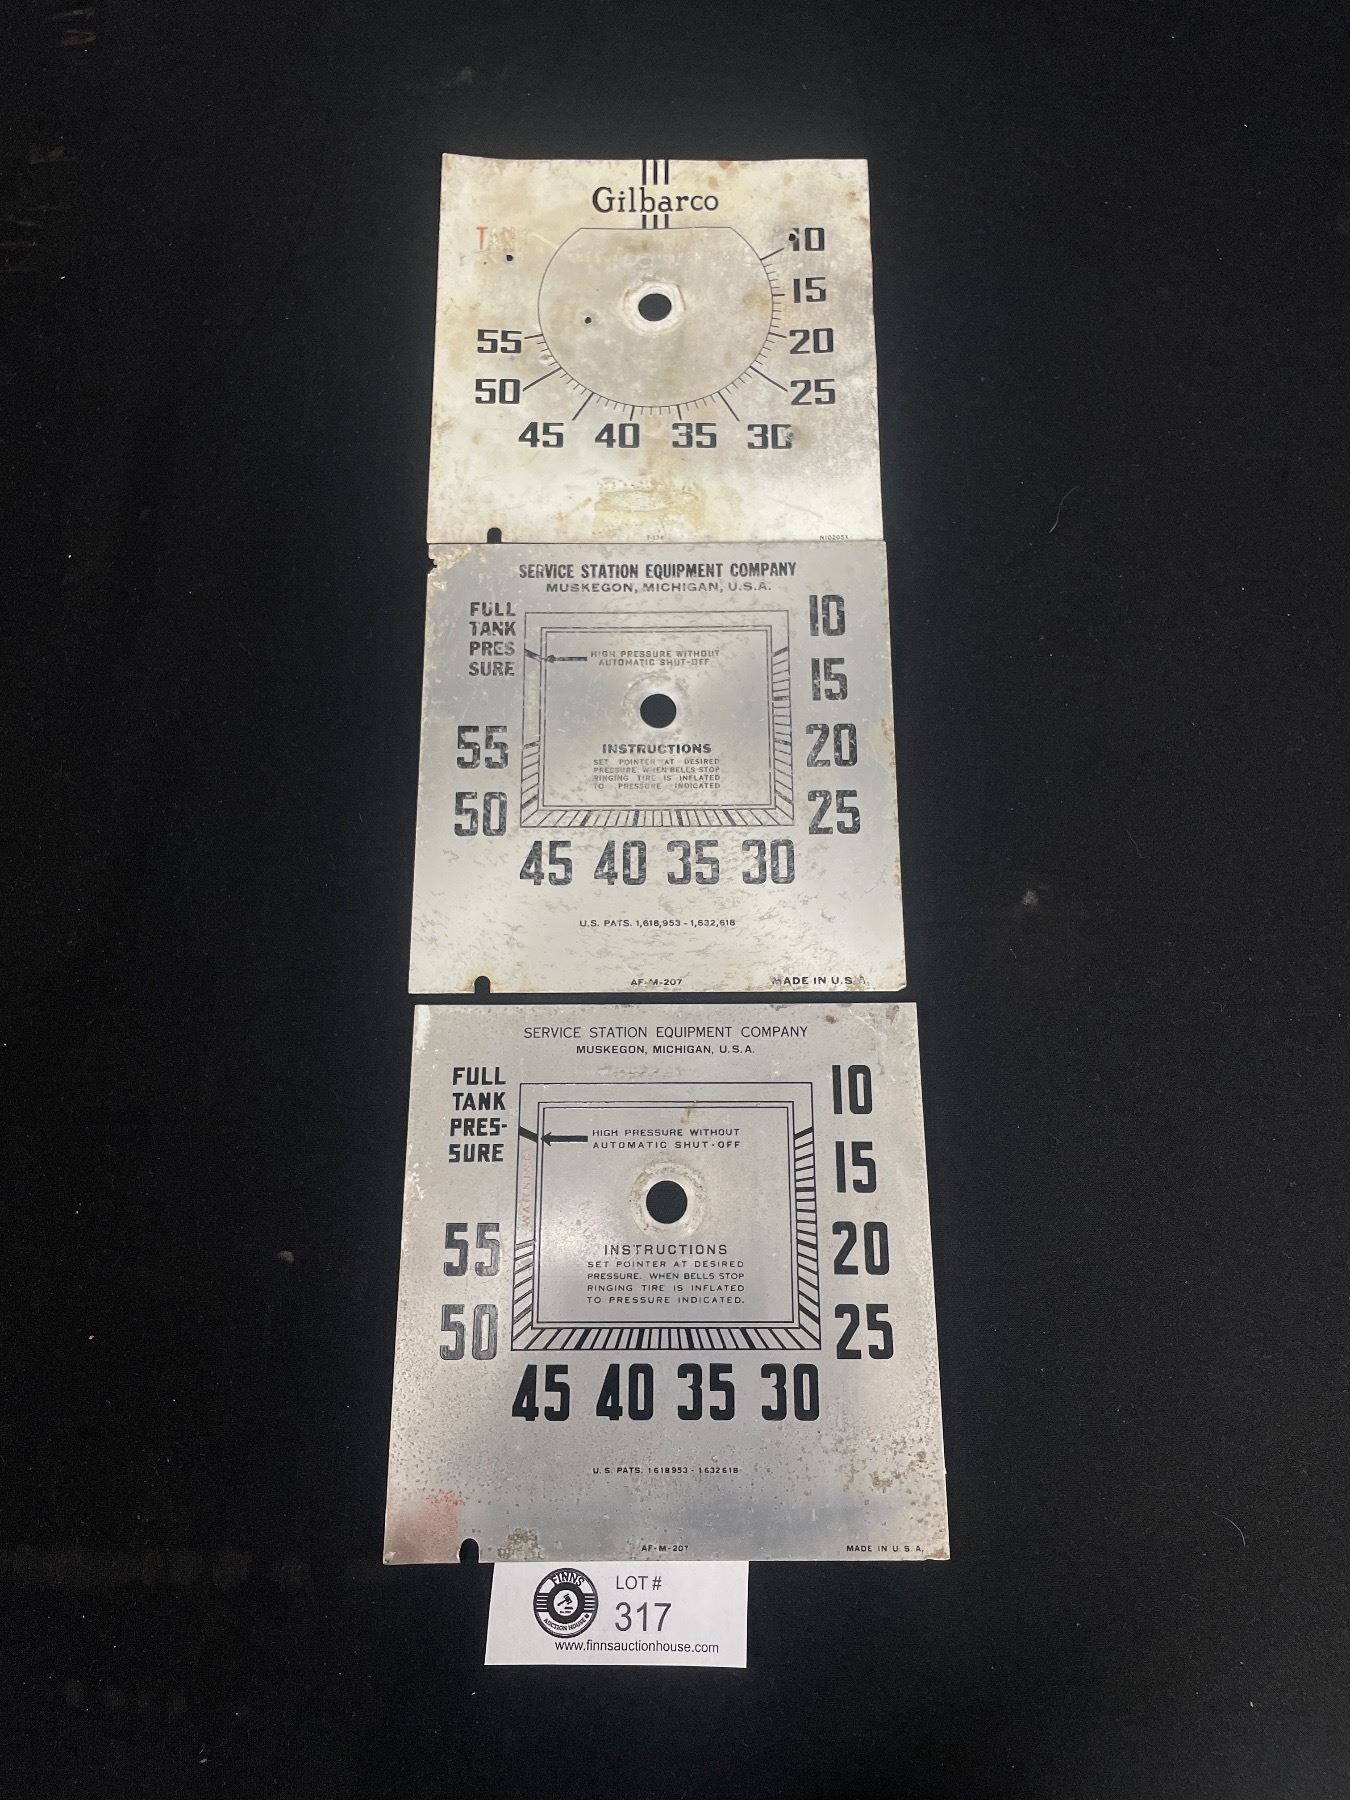 Gilbarco
TANK
10
15
55 20
50 25
45 40 35 30
SERVICE STATION EQUIPMENT COMPANY
MUSKEGON, MICHIGAN, U.S.A.
FULL 10
TANK
PRES
SURE
HIGH PRESSURE WITHOUT
AUTOMATIC SHUT-OFF
15
55 20
INSTRUCTIONS
SET POINTER AT DESIRED
PRESSURE. WHEN BELLS STOP
RINGING TIRE IS INFLATED
TO PRESSURE INDICATED
50 25
45 40 35 30
U.S. PATS. 1,618,953 - 1,632,618
AF-M-207 MADE IN U.S.A.
SERVICE STATION EQUIPMENT COMPANY
MUSKEGON, MICHIGAN, U.S.A.
FULL 10
TANK
PRES-
SURE
HIGH PRESSURE WITHOUT
AUTOMATIC SHUT-OFF
15
55 20
INSTRUCTIONS
SET POINTER AT DESIRED
PRESSURE. WHEN BELLS STOP
RINGING TIRE IS INFLATED
TO PRESSURE INDICATED.
50 25
45 40 35 30
U.S. PATS. 1618953 - 1632618
AF-M-207 MADE IN U.S.A.
FINNS
AUCTION HOUSE
LOT #
317
www.finnsauctionhouse.com